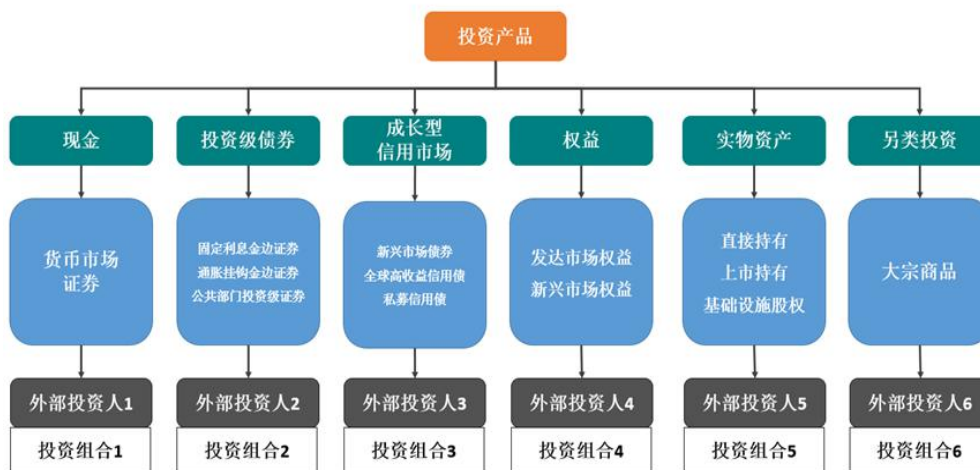 投资产品
现金
投资级债券
成长型
信用市场
权益
实物资产
另类投资
货币市场
证券
固定利息金边证券
通胀挂钩金边证券
公共部门投资级证券
新兴市场债券
全球高收益信用债
私募信用债
发达市场权益
新兴市场权益
直接持有
上市持有
基础设施股权
大宗商品
外部投资人1
外部投资人2
外部投资人3
外部投资人4
外部投资人5
外部投资人6
投资组合1
投资组合2
投资组合3
投资组合4
投资组合5
投资组合6